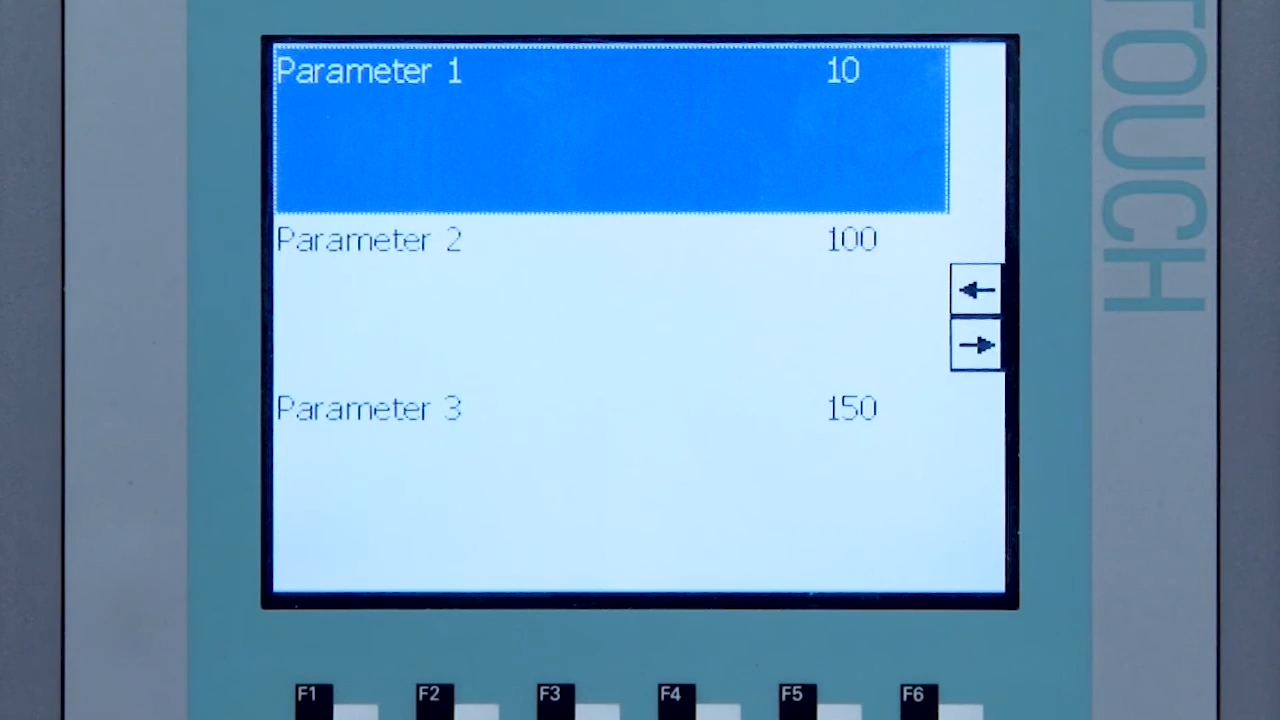 Parameter 1 10
Parameter 2 100
Parameter 3 150
TOUCH
F1 F2 F3 F4 F5 F6